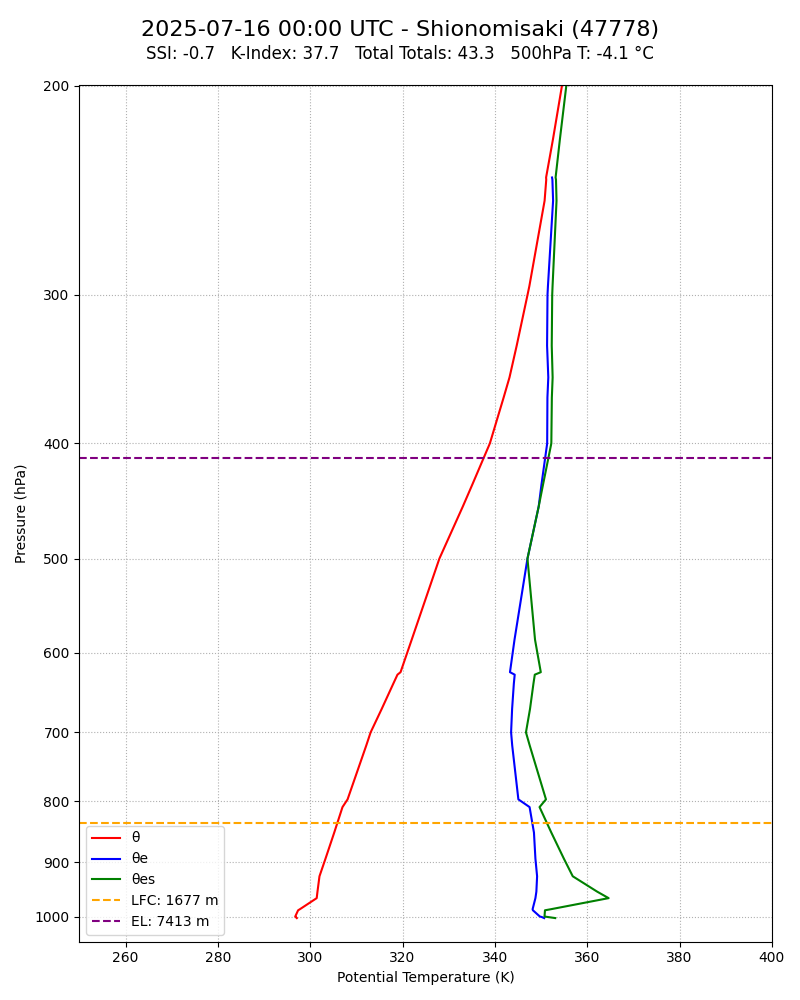 2025-07-16 00:00 UTC - Shionomisaki (47778)
SSI: -0.7   K-Index: 37.7   Total Totals: 43.3   500hPa T: -4.1 °C
200
300
400
500
600
700
800
900
1000
Pressure (hPa)
θ
θe
θes
LFC: 1677 m
EL: 7413 m
260 280 300 320 340 360 380 400
Potential Temperature (K)